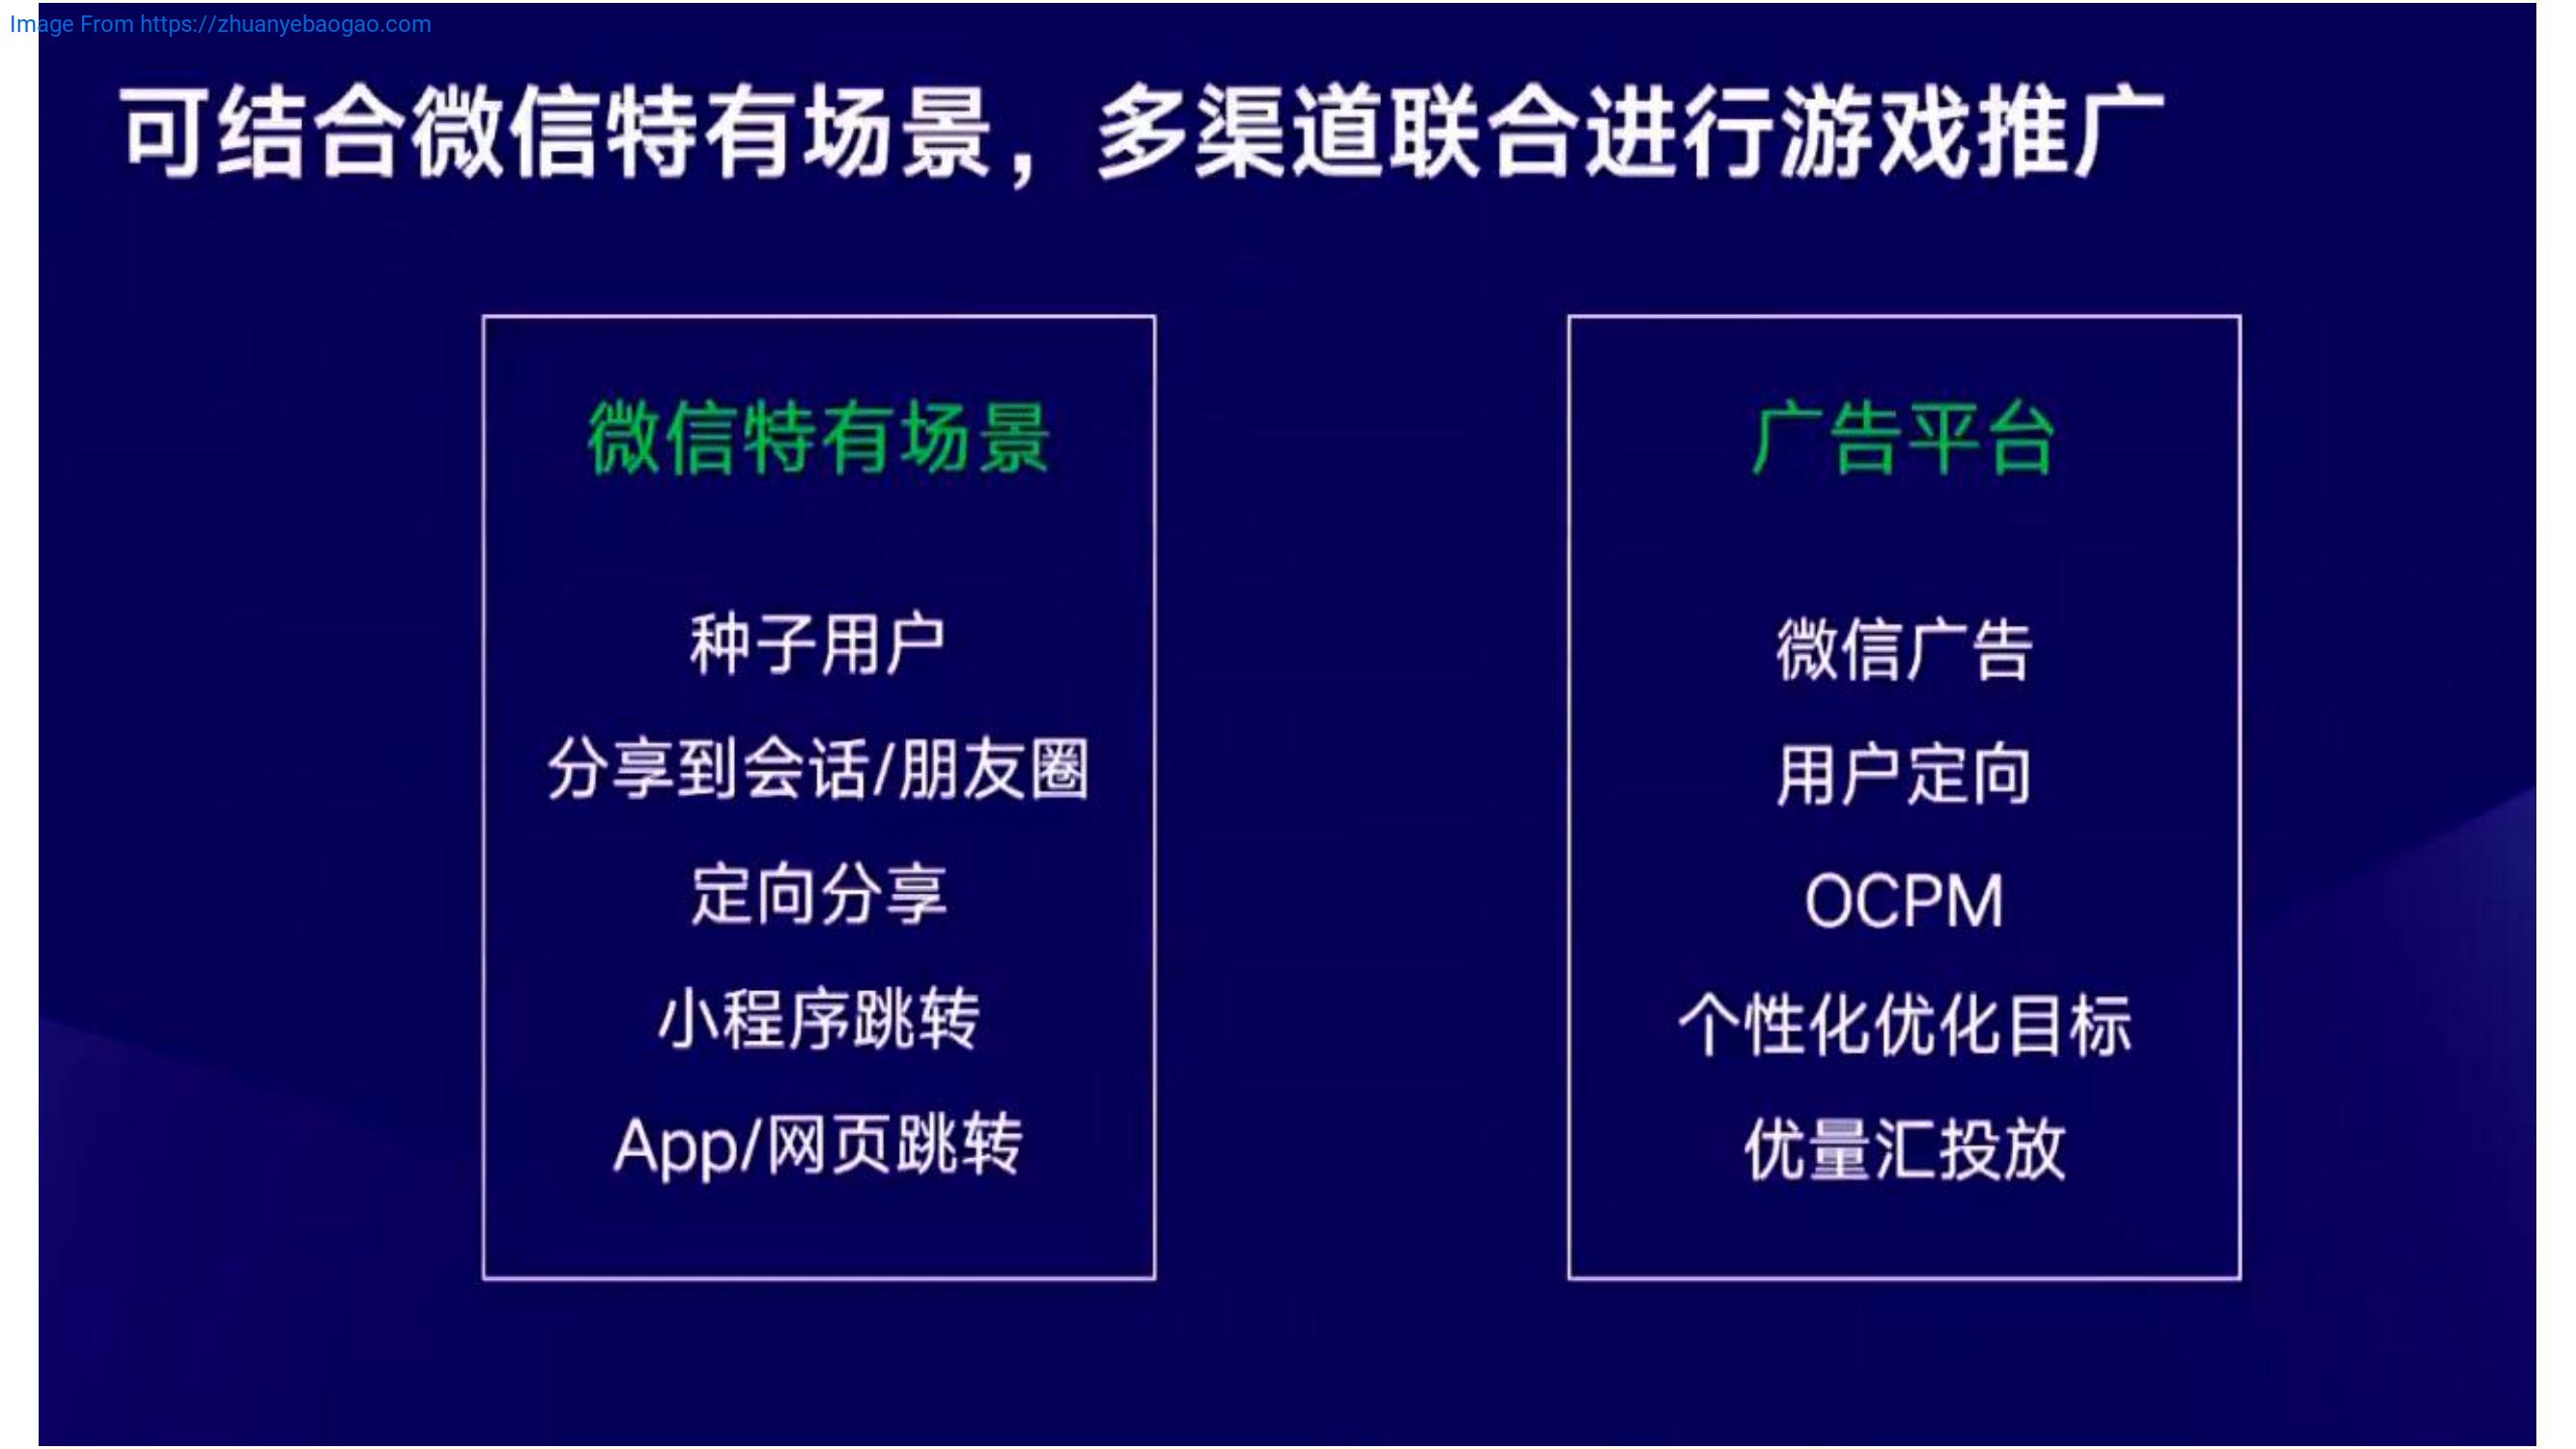 Image From https://zhuanyebaogao.com
可结合微信特有场景，多渠道联合进行游戏推广
微信特有场景
种子用户
分享到会话/朋友圈
定向分享
小程序跳转
App/网页跳转
广告平台
微信广告
用户定向
OCPM
个性化优化目标
优量汇投放